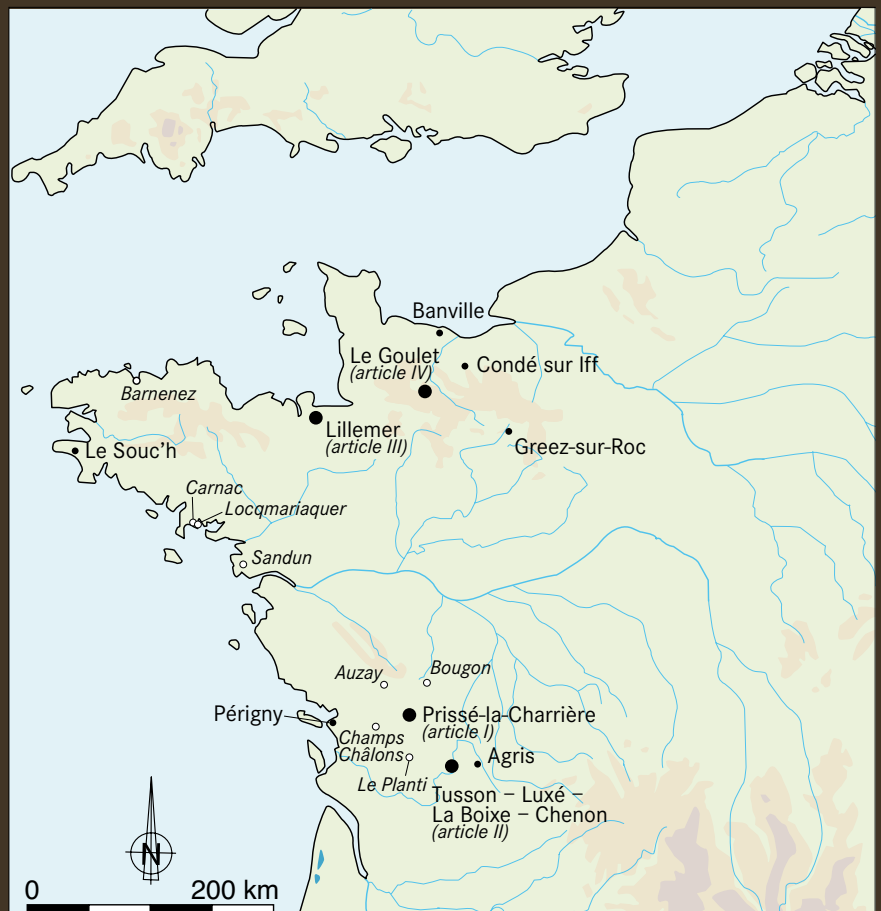 Banville
Le Goulet
(article IV)
Condé sur Iff
Barnenez
Lillemer
(article III)
Greez-sur-Roc
Le Souc'h
Carnac
Locqmariaquer
Sandun
Auzay
Bougon
Périgny
Prissé-la-Charrière
(article I)
Champs
Châlons
Agris
Le Planti
Tusson – Luxé –
La Boixe – Chenon
(article II)
N
0 200 km